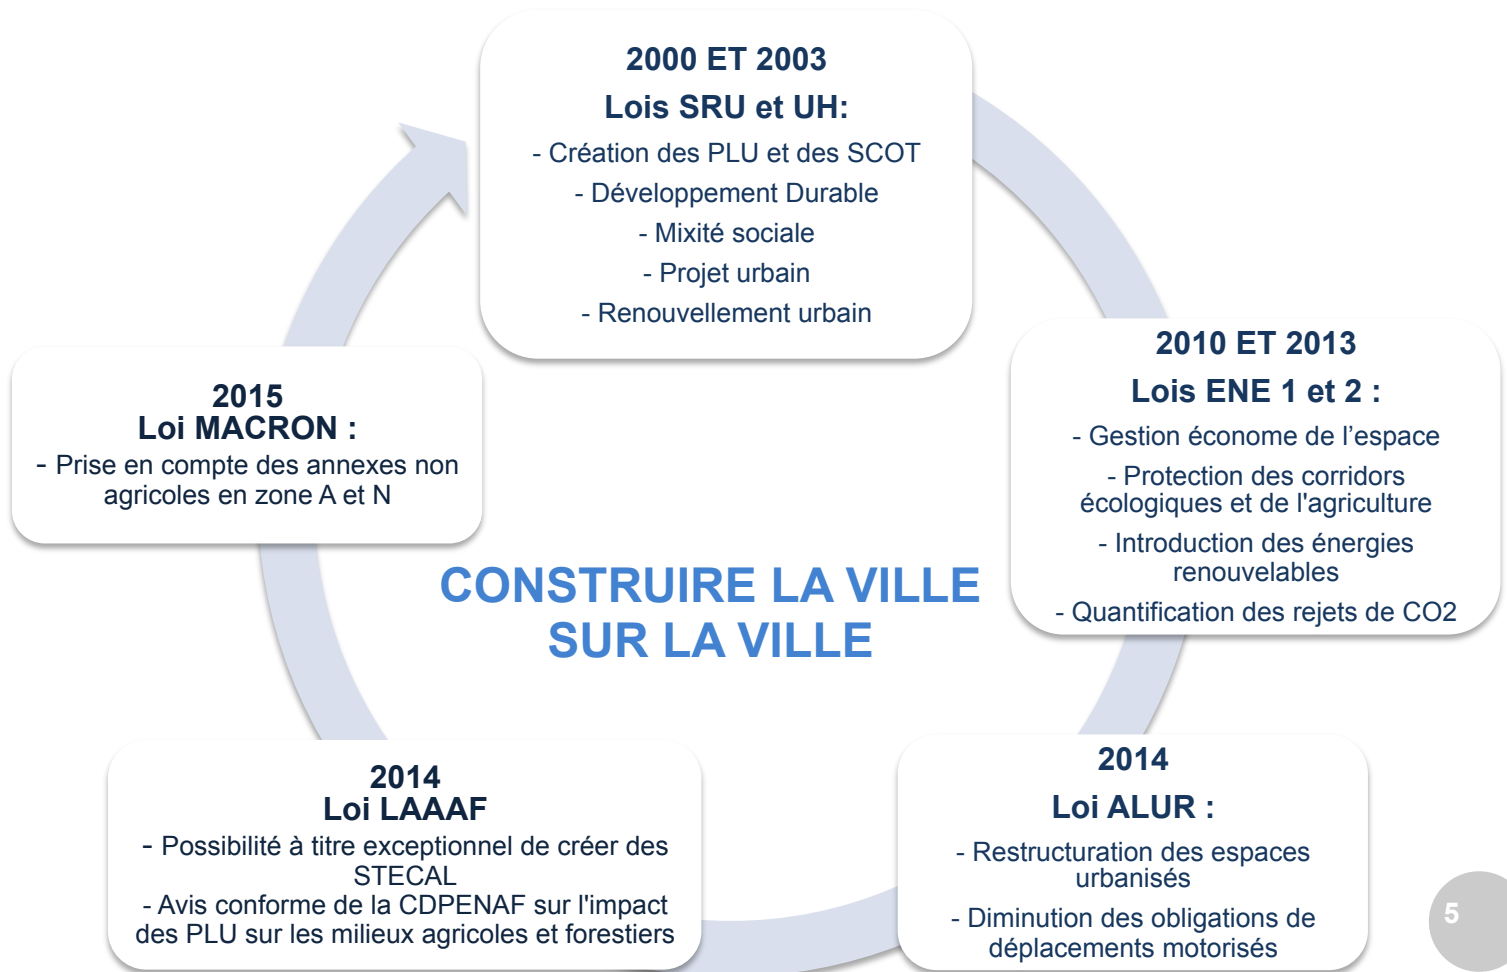 2000 ET 2003
Lois SRU et UH:
- Création des PLU et des SCOT
- Développement Durable
- Mixité sociale
- Projet urbain
- Renouvellement urbain
2010 ET 2013
Lois ENE 1 et 2 :
- Gestion économe de l’espace
- Protection des corridors
écologiques et de l'agriculture
- Introduction des énergies
renouvelables
- Quantification des rejets de CO2
2014
Loi ALUR :
- Restructuration des espaces
urbanisés
- Diminution des obligations de
déplacements motorisés
2014
Loi LAAAF
- Possibilité à titre exceptionnel de créer des
STECAL
- Avis conforme de la CDPENAF sur l'impact
des PLU sur les milieux agricoles et forestiers
2015
Loi MACRON :
- Prise en compte des annexes non
agricoles en zone A et N
CONSTRUIRE LA VILLE
SUR LA VILLE
5